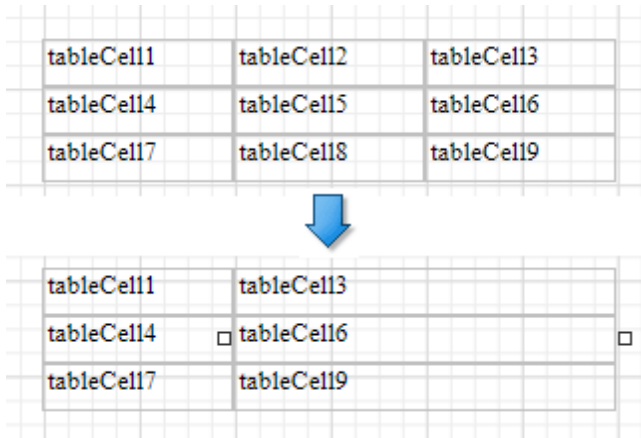 tableCell1 tableCell2 tableCell3
tableCell4 tableCell5 tableCell6
tableCell7 tableCell8 tableCell9
tableCell1 tableCell3
tableCell4 tableCell6
tableCell7 tableCell9